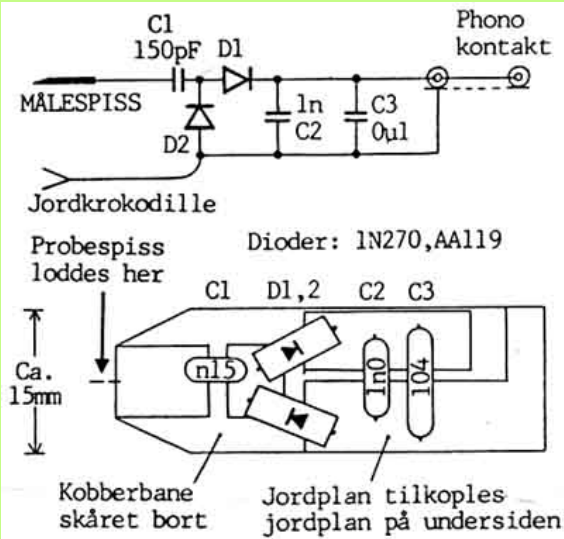 C1
150pF
D1
Phono
kontakt
MÅLESPISS
D2
1n
C2
C3
0µ1
Jordkrokodille
Probespiss
loddes her
Dioder: 1N270,AA119
C1
D1,2
C2
C3
Ca.
15mm
n15
1n0
104
Kobberbane
skåret bort
Jordplan tilkoples
jordplan på undersiden